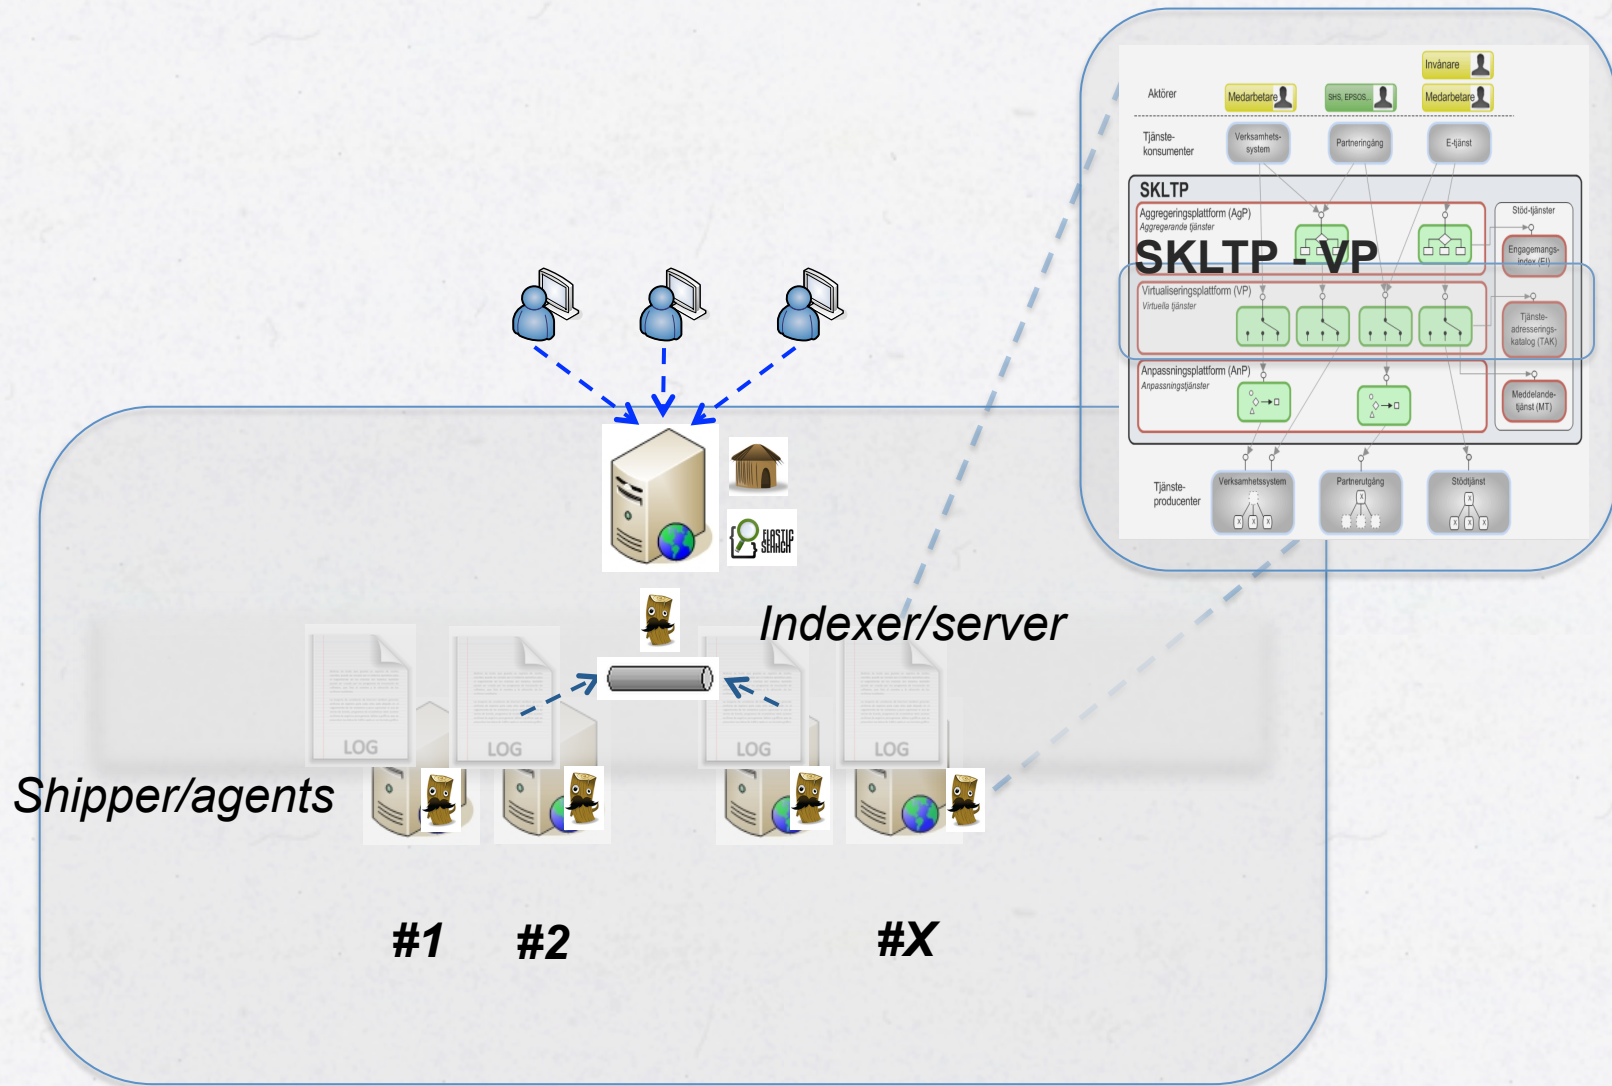 Invånare
Aktörer
Medarbetare
SHS, EPSOS...
Medarbetare
Tjänste-
konsumenter
Verksamhets-
system
Partneringång
E-tjänst
SKLTP
Aggregeringsplattform (AgP)
Aggregerande tjänster
Stöd-tjänster
SKLTP - VP
Engagemangs-
index (EI)
Virtualiseringsplattform (VP)
Virtuella tjänster
Tjänste-
adresserings-
katalog (TAK)
Anpassningsplattform (AnP)
Anpassningstjänster
Meddelande-
tjänst (MT)
Tjänste-
producenter
Verksamhetssystem
Partnerutgång
Stödtjänst
X X X
X
X
X X X
ELASTIC
SEARCH
Indexer/server
LOG
LOG
LOG
LOG
Shipper/agents
#1
#2
#X